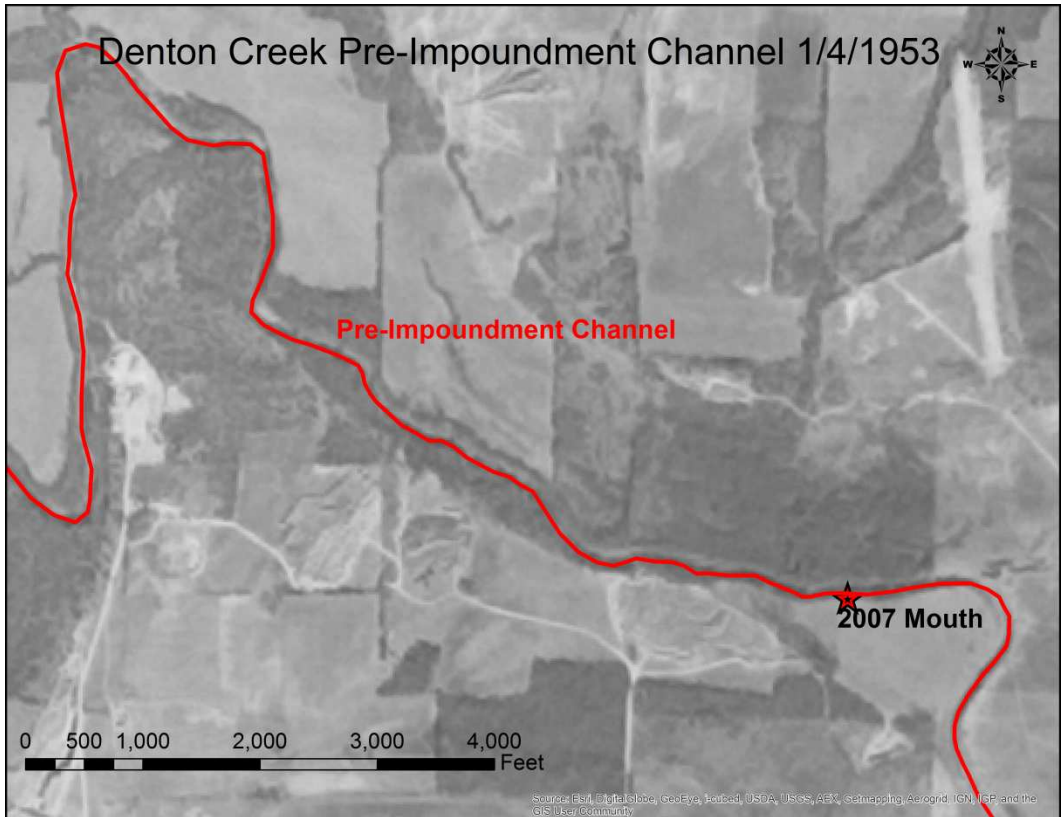 Denton Creek Pre-Impoundment Channel 1/4/1953
N
W E
S
Pre-Impoundment Channel
2007 Mouth
0 500 1,000 2,000 3,000 4,000
Feet
Source: Esri, DigitalGlobe, GeoEye, i-cubed, USDA, USGS, AEX, Getmapping, Aerogrid, IGN, IGP, and the
GIS User Community